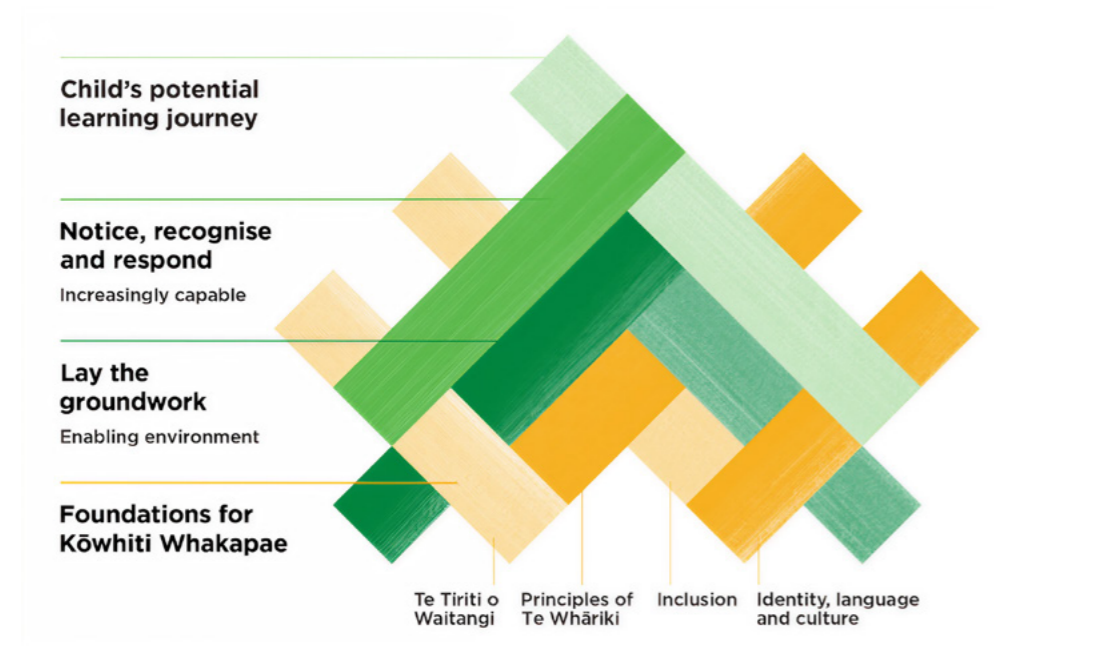 Child's potential
learning journey
Notice, recognise
and respond
Increasingly capable
Lay the
groundwork
Enabling environment
Foundations for
Kōwhiti Whakapae
Te Tiriti o
Waitangi
Principles of
Te Whāriki
Inclusion
Identity, language
and culture